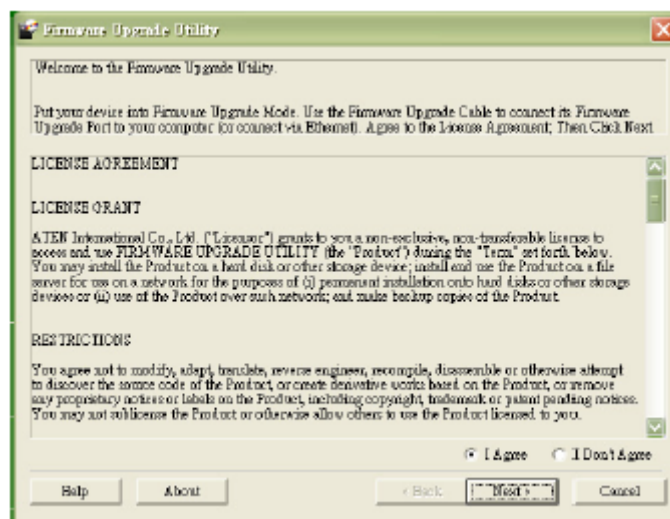 Firmware Upgrade Utility
Welcome to the Firmware Upgrade Utility.
Put your device into Firmware Upgrade Mode. Use the Firmware Upgrade Cable to connect its Firmware
Upgrade Port to your computer (or connect via Ethernet). Agree to the License Agreement; Then Click Next
LICENSE AGREEMENT
LICENSE GRANT
ATEN International Co., Ltd. ("Licensor") grants to you a non-exclusive, non-transferable license to
access and use FIRMWARE UPGRADE UTILITY (the "Product") during the "Term" set forth below.
You may install the Product on a hard disk or other storage device; install and use the Product on a file
server for use on a network for the purposes of (i) permanent installation onto hard disks or other storage
devices or (ii) use of the Product over such network; and make backup copies of the Product.
RESTRICTIONS
You agree not to modify, adapt, translate, reverse engineer, recompile, disassemble or otherwise attempt
to discover the source code of the Product, or create derivative works based on the Product, or remove
any proprietary notices or labels on the Product, including copyright, trademark or patent pending notices.
You may not sublicense the Product or otherwise allow others to use the Product licensed to you.
I Agree I Don't Agree
Help About < Back Next > Cancel